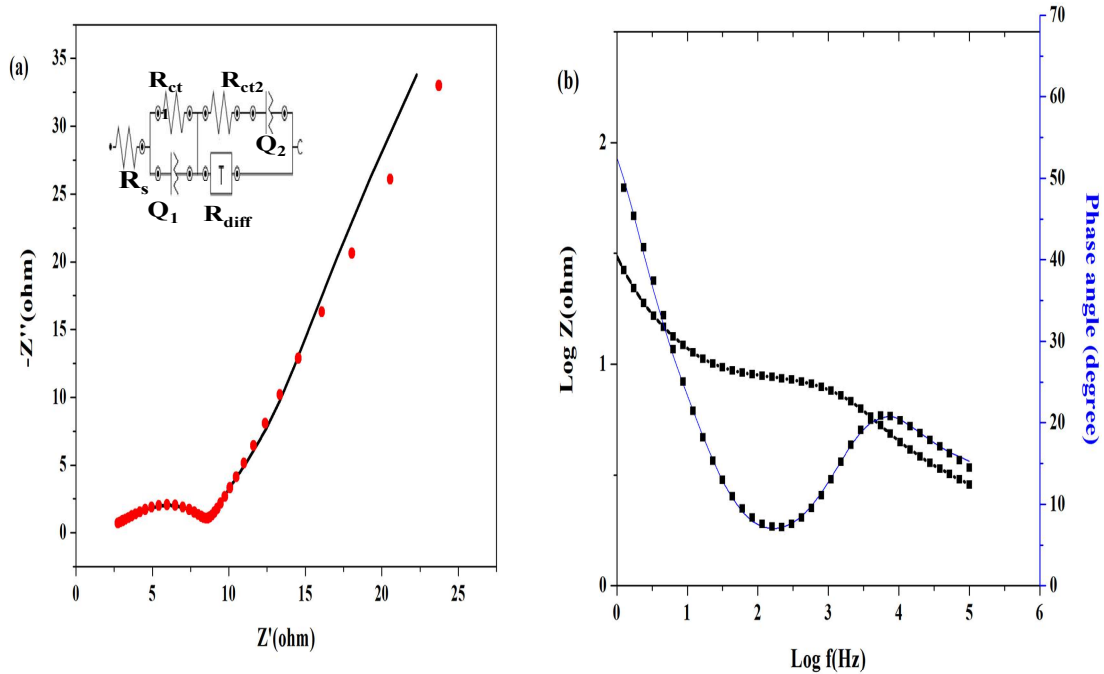 (a)
35
30
25
20
15
10
5
0
-Z''(ohm)
0 5 10 15 20 25
Z'(ohm)
Rct
1
Rct2
Q2
Rs
Q1
T
Rdiff
(b)
2
1
0
Log Z(ohm)
0 1 2 3 4 5 6
Log f(Hz)
70
60
50
40
30
20
10
0
Phase angle (degree)